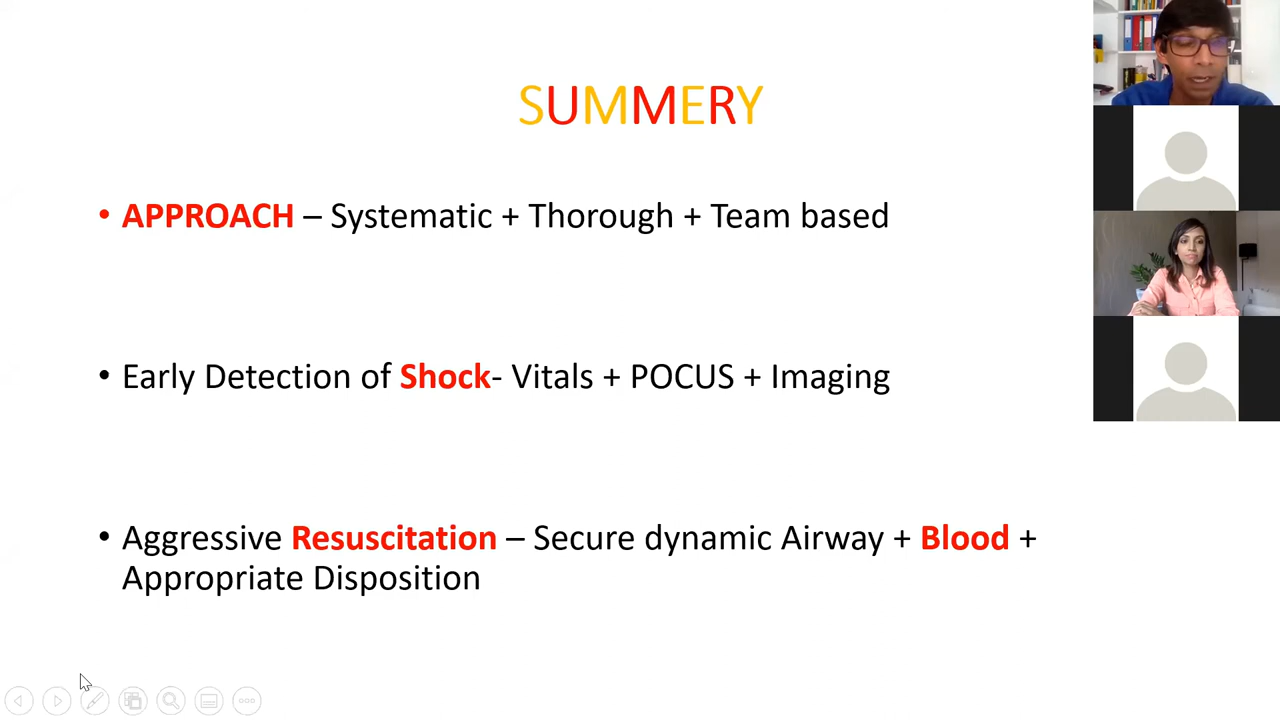 SUMMERY
• APPROACH – Systematic + Thorough + Team based
• Early Detection of Shock- Vitals + POCUS + Imaging
• Aggressive Resuscitation – Secure dynamic Airway + Blood +
Appropriate Disposition